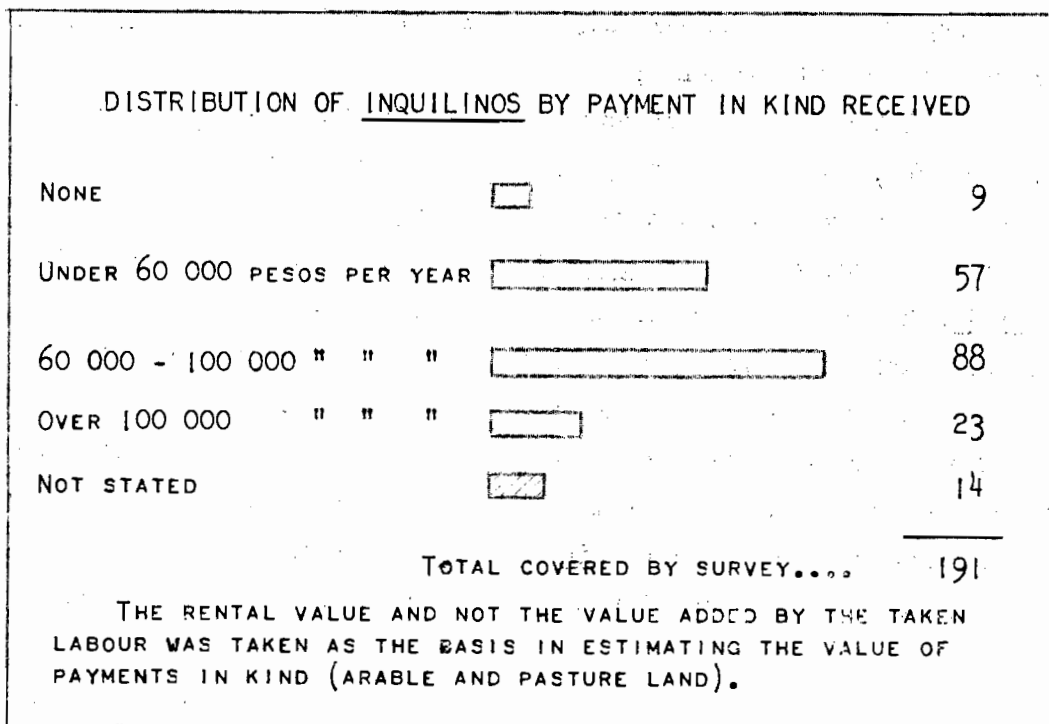 DISTRIBUTION OF INQUILINOS BY PAYMENT IN KIND RECEIVED
NONE 9
UNDER 60 000 PESOS PER YEAR 57
60 000 - 100 000 " " " 88
OVER 100 000 " " " 23
NOT STATED 14
TOTAL COVERED BY SURVEY.... 191
THE RENTAL VALUE AND NOT THE VALUE ADDED BY THE TAKEN
LABOUR WAS TAKEN AS THE BASIS IN ESTIMATING THE VALUE OF
PAYMENTS IN KIND (ARABLE AND PASTURE LAND).